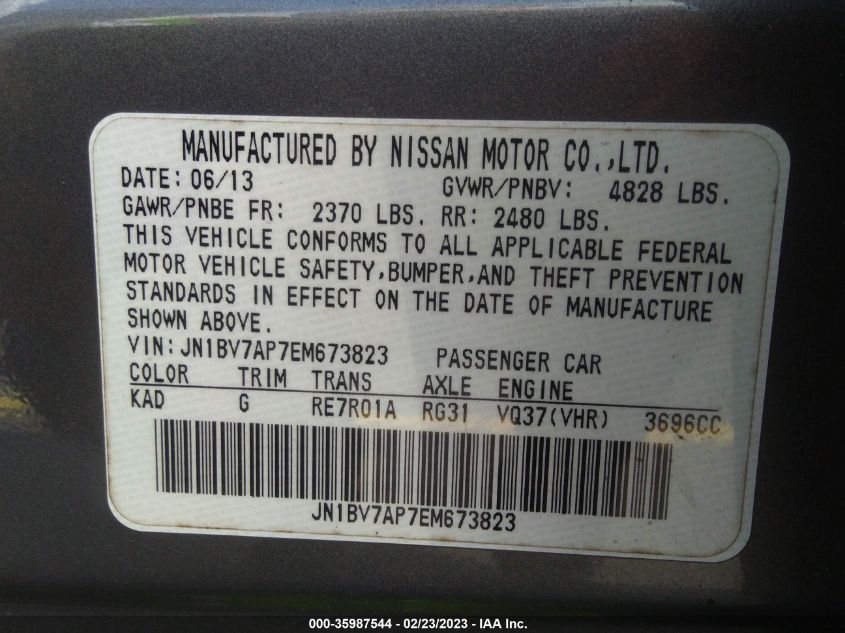 MANUFACTURED BY NISSAN MOTOR CO.,LTD.
DATE: 06/13 GVWR/PNBV: 4828 LBS.
GAWR/PNBE FR: 2370 LBS. RR: 2480 LBS.
THIS VEHICLE CONFORMS TO ALL APPLICABLE FEDERAL
MOTOR VEHICLE SAFETY,BUMPER,AND THEFT PREVENTION
STANDARDS IN EFFECT ON THE DATE OF MANUFACTURE
SHOWN ABOVE.
VIN:JN1BV7AP7EM673823 PASSENGER CAR
COLOR TRIM TRANS AXLE ENGINE
KAD G RE7R01A RG31 VQ37(VHR) 3696CC
JN1BV7AP7EM673823
000-35987544 - 02/23/2023 - IAA Inc.